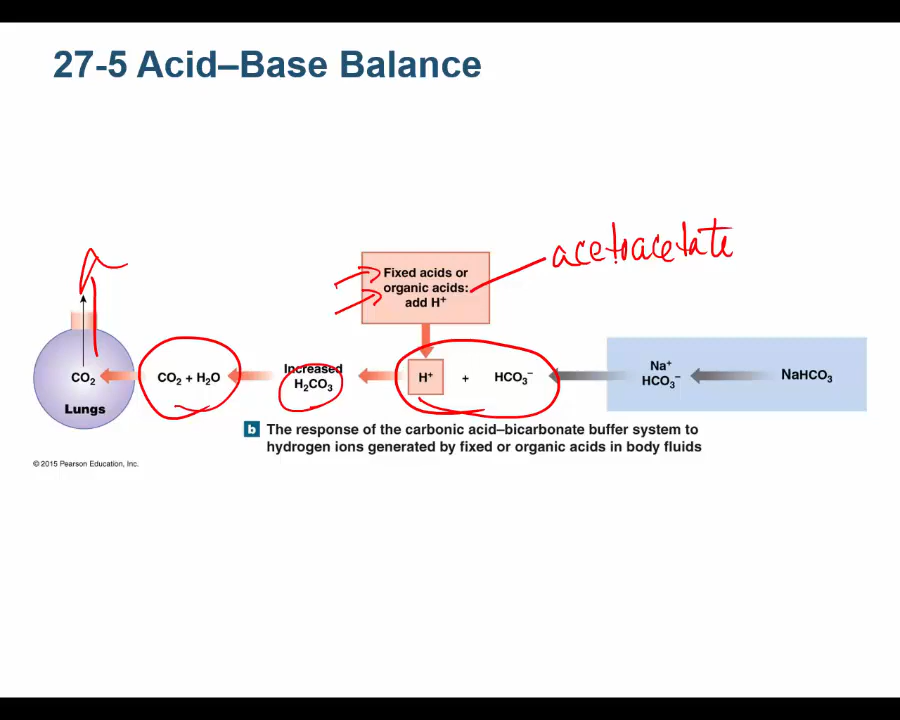 27-5 Acid–Base Balance
acetoacetate
Fixed acids or
organic acids:
add H⁺
CO₂
Lungs
CO₂ + H₂O
Increased
H₂CO₃
H⁺ + HCO₃⁻
Na⁺
HCO₃⁻
NaHCO₃
b The response of the carbonic acid–bicarbonate buffer system to
hydrogen ions generated by fixed or organic acids in body fluids
© 2015 Pearson Education, Inc.